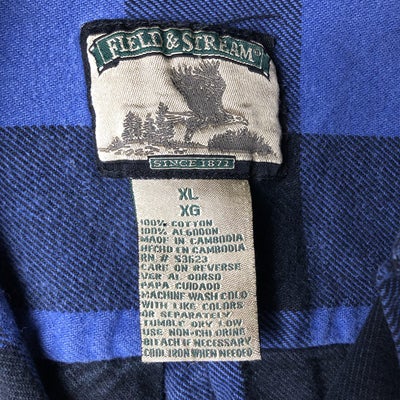 FIELD & STREAM
SINCE 1871
XL
XG
100% COTTON
100% ALGODON
MADE IN CAMBODIA
HECHO EN CAMBODIA
RN # 53623
CARE ON REVERSE
VER AL DORSO
PAPA CUIDADO
MACHINE WASH COLD
WITH LIKE COLORS
OR SEPARATELY
TUMBLE DRY LOW
USE NON-CHLORINE
BLEACH IF NECESSARY
COOL IRON WHEN NEEDED